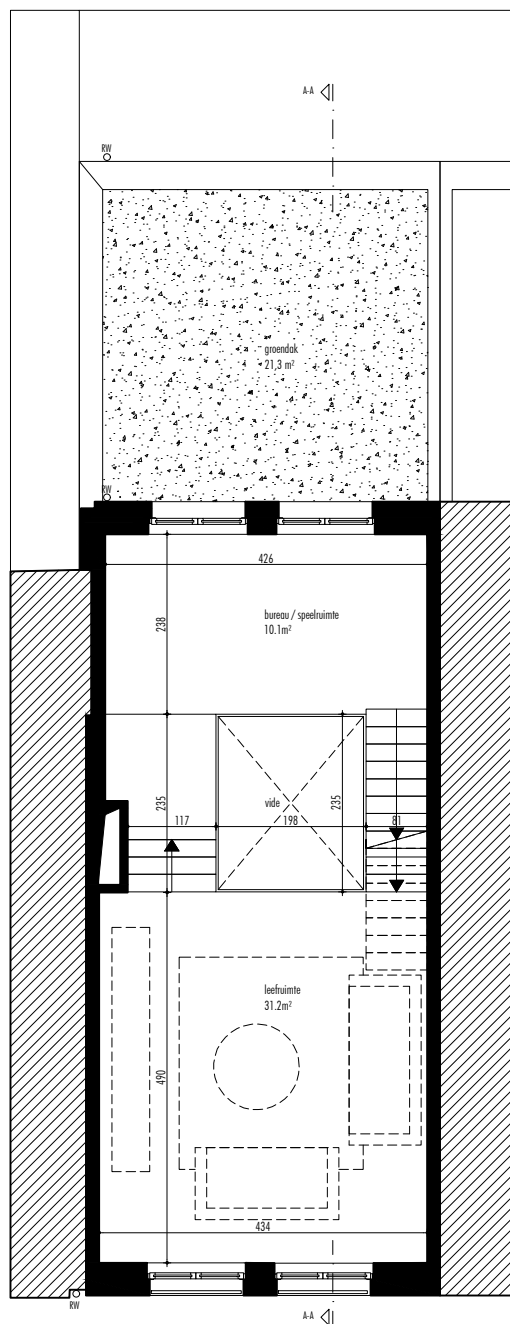 A-A
RW
groendak
21,3 m²
RW
426
238
bureau / speelruimte
10.1m²
235
vide
235
117
198
81
leefruimte
31.2m²
490
434
RW
A-A